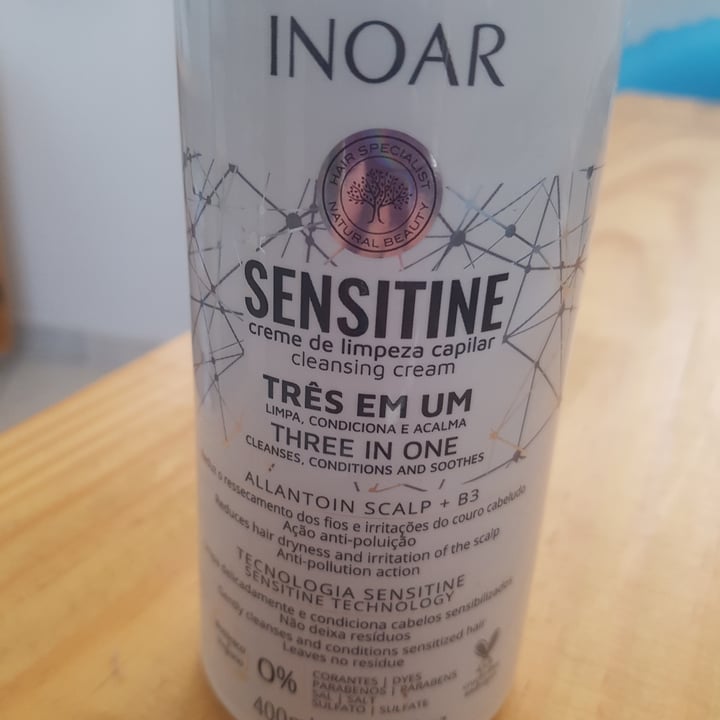 INOAR
HAIR SPECIALIST
NATURAL BEAUTY
SENSITINE
creme de limpeza capilar
cleansing cream
TRÊS EM UM
LIMPA, CONDICIONA E ACALMA
THREE IN ONE
CLEANSES, CONDITIONS AND SOOTHES
ALLANTOIN SCALP + B3
o ressecamento dos fios e irritações do couro cabeludo
Reduces hair dryness and irritation of the scalp
Ação anti-poluição
Anti-pollution action
TECNOLOGIA SENSITINE
SENSITINE TECHNOLOGY
delicadamente e condiciona cabelos sensibilizados
Não deixa resíduos
Gently cleanses and conditions sensitized hair
Leaves no residue
0%
CORANTES | DYES
PARABENOS | PARABENS
SAL | SALT
SULFATO | SULFATE